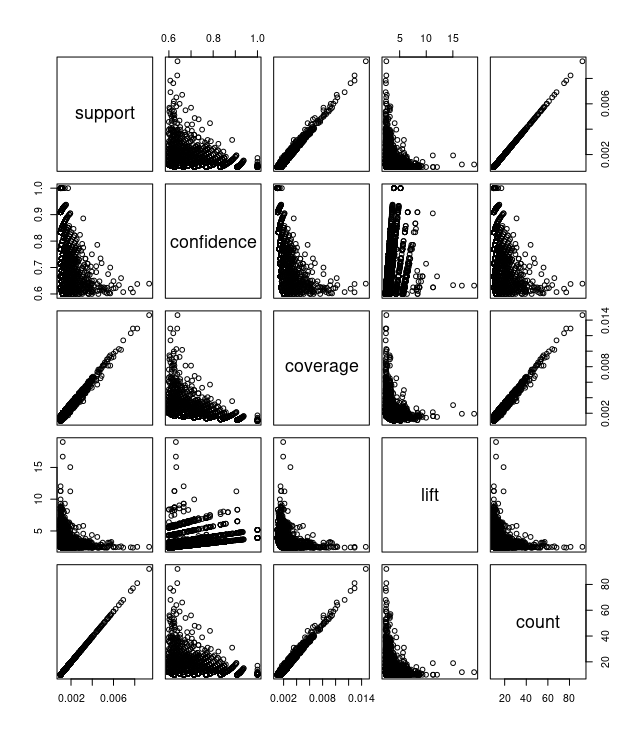 0.6 0.8 1.0 5 10 15
support
0.002 0.006
0.6 0.7 0.8 0.9 1.0
confidence
coverage
0.002 0.008 0.014
5 10 15
lift
count
20 40 60 80
0.002 0.006 0.002 0.008 0.014 20 40 60 80